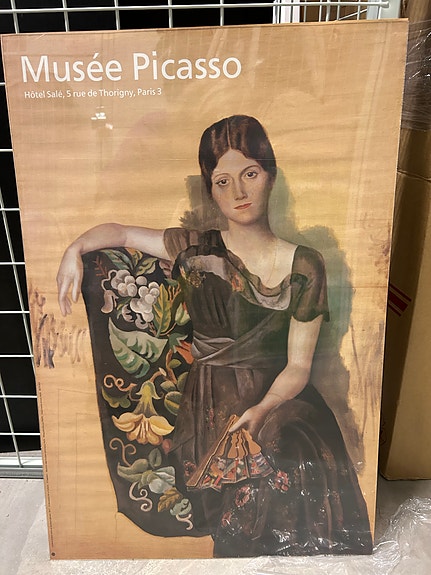 Musée Picasso
Hôtel Salé, 5 rue de Thorigny, Paris 3